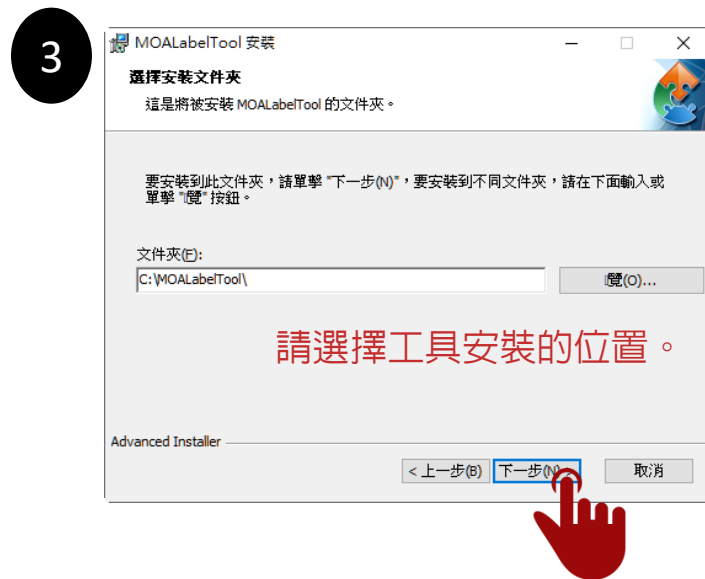 3
MOALabelTool 安裝
選擇安裝文件夾
這是將被安裝 MOALabelTool 的文件夾。
要安裝到此文件夾，請單擊 "下一步(N)"，要安裝到不同文件夾，請在下面輸入或
單擊 "覽" 按鈕。
文件夾(F):
C:\MOALabelTool\
覽(O)...
請選擇工具安裝的位置。
Advanced Installer
< 上一步(B) 下一步(N) 取消